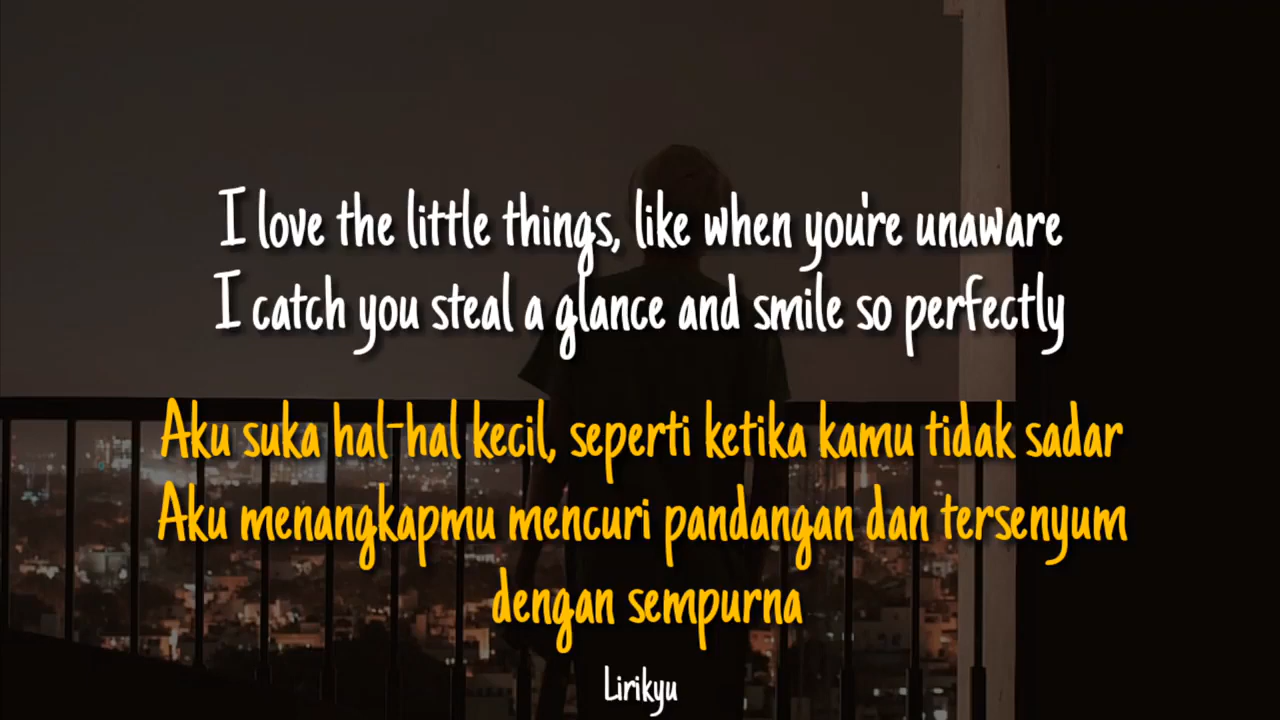 I love the little things, like when you're unaware
I catch you steal a glance and smile so perfectly
Aku suka hal-hal kecil, seperti ketika kamu tidak sadar
Aku menangkapmu mencuri pandangan dan tersenyum
dengan sempurna
Lirikyu